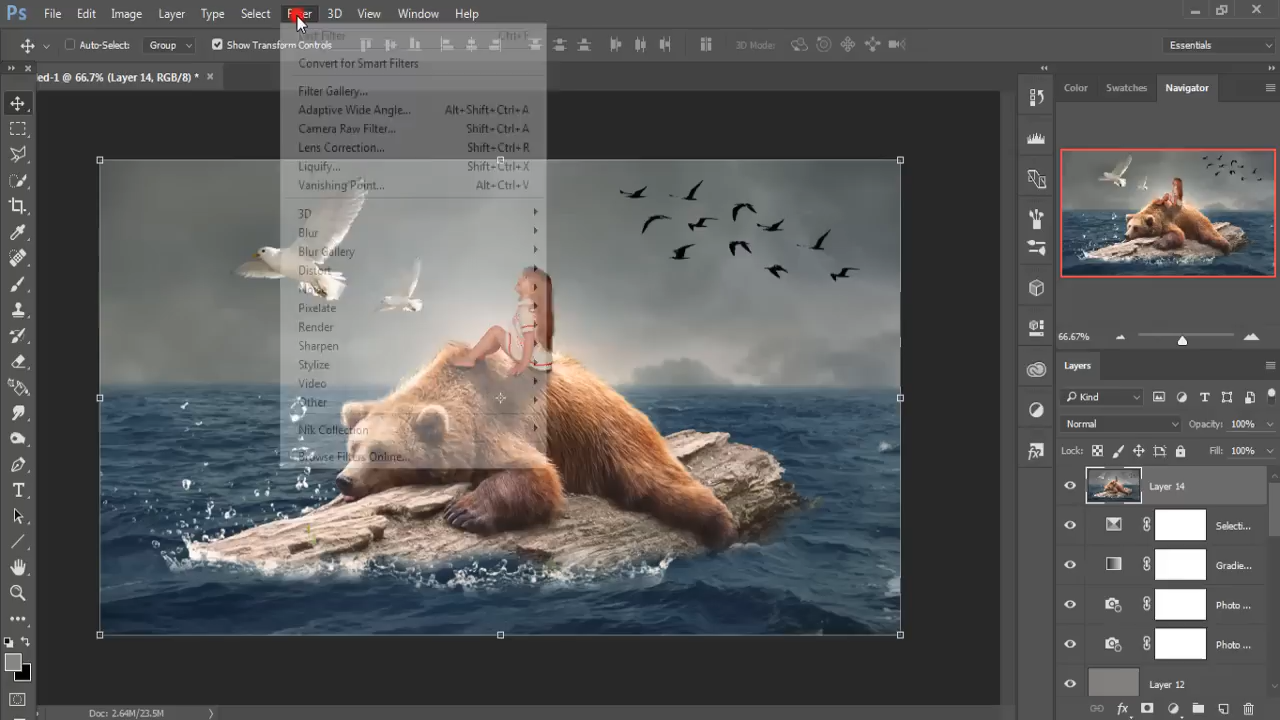 Ps File Edit Image Layer Type Select Filter 3D View Window Help
Auto-Select: Group Show Transform Controls 3D Mode: Essentials
ed-1 @ 66.7% (Layer 14, RGB/8) *
Last Filter Ctrl+F
Convert for Smart Filters
Filter Gallery...
Adaptive Wide Angle... Alt+Shift+Ctrl+A
Camera Raw Filter... Shift+Ctrl+A
Lens Correction... Shift+Ctrl+R
Liquify... Shift+Ctrl+X
Vanishing Point... Alt+Ctrl+V
3D
Blur
Blur Gallery
Distort
Pixelate
Render
Sharpen
Stylize
Video
Other
Nik Collection
Browse Filters Online...
Color Swatches Navigator
66.67%
Layers
Kind
Normal Opacity: 100%
Lock: Fill: 100%
Layer 14
Selecti...
Gradie...
Photo ...
Photo ...
Layer 12
fx
Doc: 2.64M/23.5M